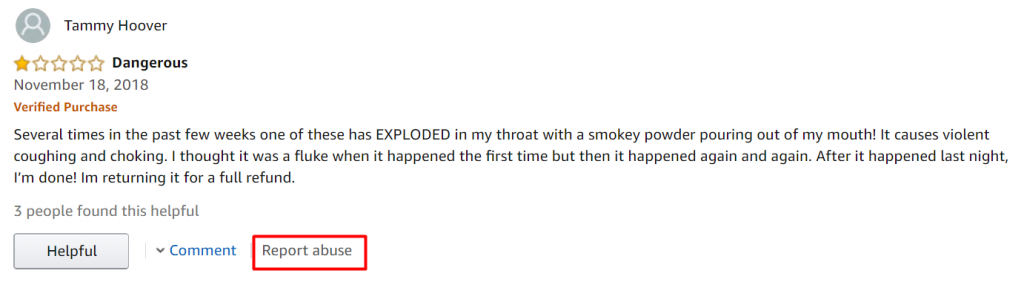 Tammy Hoover
Dangerous
November 18, 2018
Verified Purchase
Several times in the past few weeks one of these has EXPLODED in my throat with a smokey powder pouring out of my mouth! It causes violent
coughing and choking. I thought it was a fluke when it happened the first time but then it happened again and again. After it happened last night,
I'm done! Im returning it for a full refund.
3 people found this helpful
Helpful Comment Report abuse